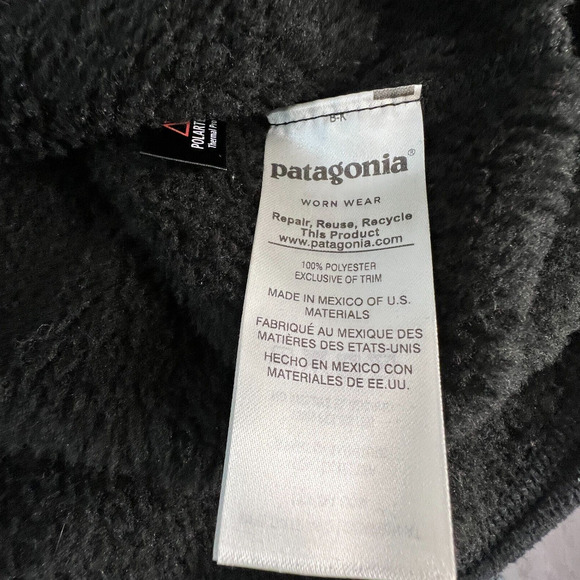 B-K
patagonia®
WORN WEAR
Repair, Reuse, Recycle
This Product
www.patagonia.com
100% POLYESTER
EXCLUSIVE OF TRIM
MADE IN MEXICO OF U.S.
MATERIALS
FABRIQUÉ AU MEXIQUE DES
MATIÈRES DES ETATS-UNIS
HECHO EN MEXICO CON
MATERIALES DE EE.UU.
Thermal